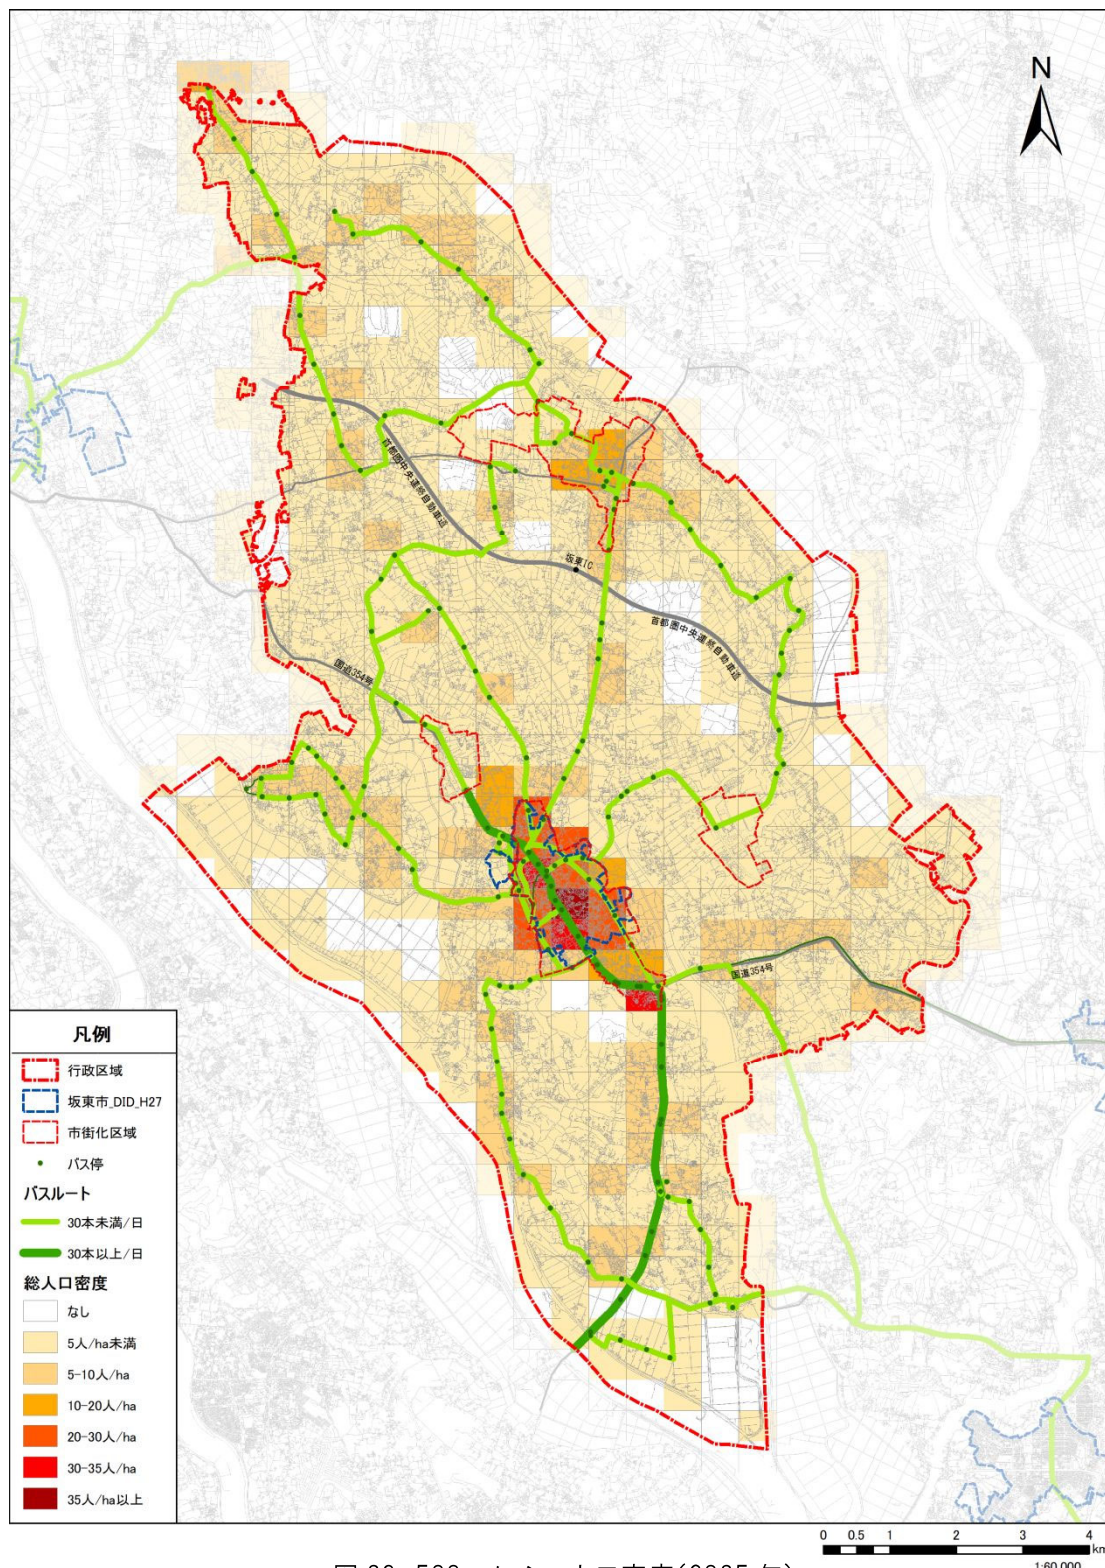 N
首都圏中央連絡自動車道
坂東IC
首都圏中央連絡自動車道
国道354号
国道354号
凡例
行政区域
坂東市_DID_H27
市街化区域
バス停
バスルート
30本未満/日
30本以上/日
総人口密度
なし
5人/ha未満
5-10人/ha
10-20人/ha
20-30人/ha
30-35人/ha
35人/ha以上
0 0.5 1 2 3 4
km
1:60,000